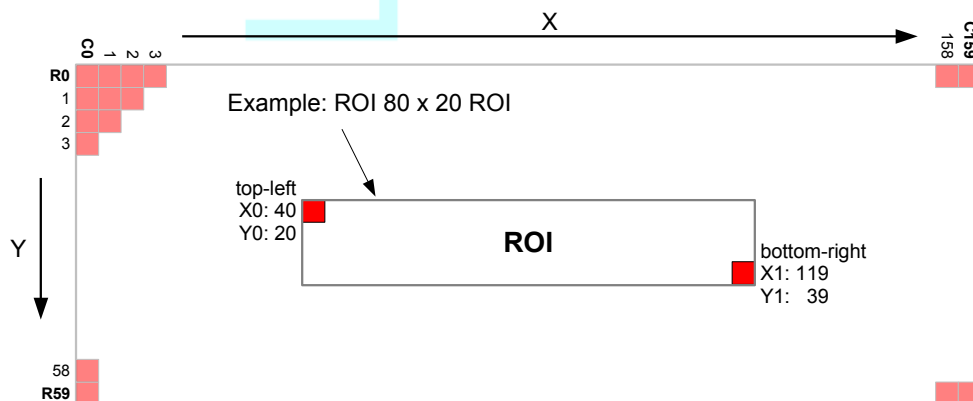 X
C0
1
2
3
158
C159
R0
1
2
3
Example: ROI 80 x 20 ROI
top-left
X0: 40
Y0: 20
ROI
bottom-right
X1: 119
Y1: 39
Y
58
R59